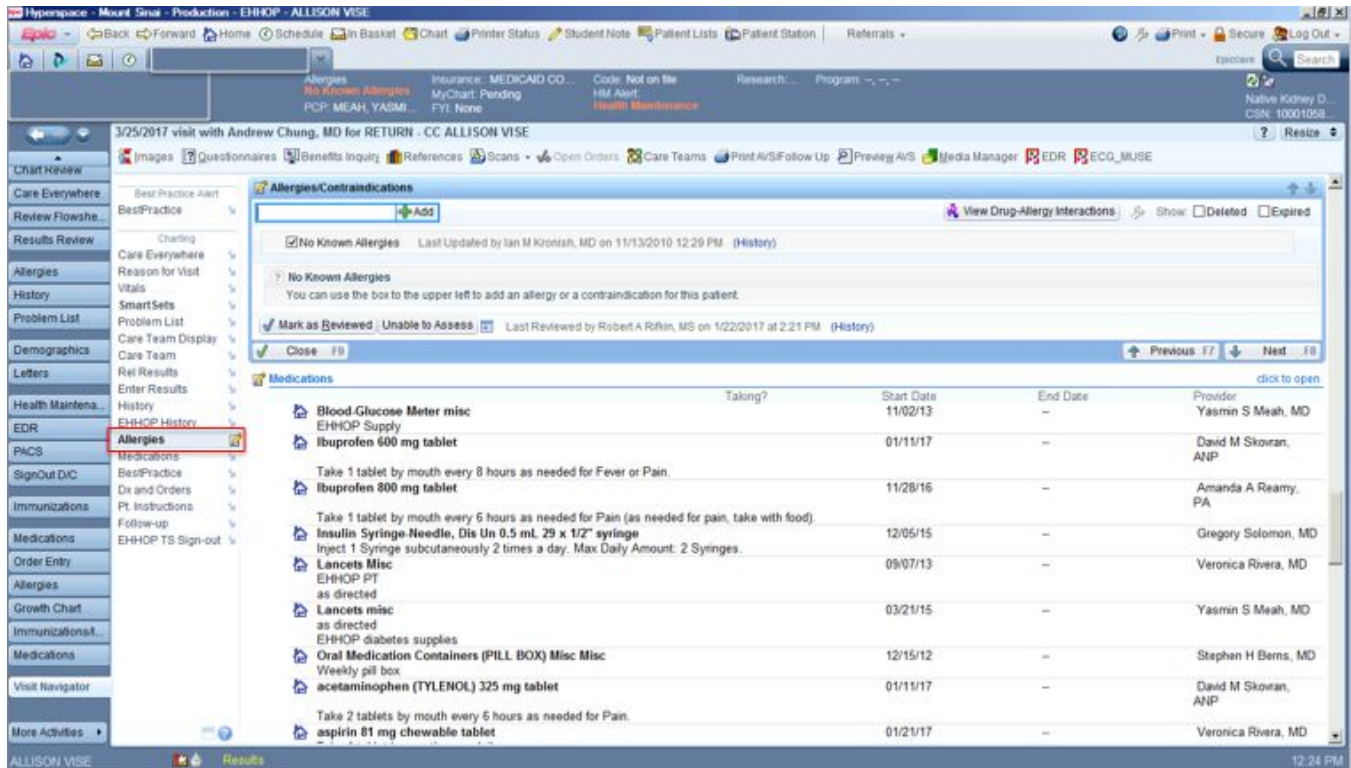 Hyperspace - Mount Sinai - Production - EHHOP - ALLISON VISE
Epic Back Forward Home Schedule In Basket Chart Printer Status Student Note Patient Lists Patient Station Referrals Print Secure Log Out
EpicCare Search
Allergies Insurance: MEDICAID CO... Code: Not on file Research:... Program: -, -, -
No Known Allergies MyChart: Pending HM Alert: Native Kidney D...
PCP: MEAH, YASMI... FYI: None Health Maintenance CSN: 10001058...
3/25/2017 visit with Andrew Chung, MD for RETURN - CC ALLISON VISE ? Resize
Images Questionnaires Benefits Inquiry References Scans Open Orders Care Teams Print AVS/Follow Up Preview AVS Media Manager EDR ECG_MUSE
Chart Review
Care Everywhere
Review Flowshe...
Results Review
Allergies
History
Problem List
Demographics
Letters
Health Maintena...
EDR
PACS
SignOut D/C
Immunizations
Medications
Order Entry
Allergies
Growth Chart
Immunizations/I...
Medications
Visit Navigator
More Activities
Best Practice Alert
BestPractice
Charting
Care Everywhere
Reason for Visit
Vitals
SmartSets
Problem List
Care Team Display
Care Team
Rel Results
Enter Results
History
EHHOP History
Allergies
Medications
BestPractice
Dx and Orders
Pt. Instructions
Follow-up
EHHOP TS Sign-out
Allergies/Contraindications
Add View Drug-Allergy Interactions Show: Deleted Expired
No Known Allergies Last Updated by Ian M Kronish, MD on 11/13/2010 12:29 PM (History)
? No Known Allergies
You can use the box to the upper left to add an allergy or a contraindication for this patient.
Mark as Reviewed Unable to Assess Last Reviewed by Robert A Rifkin, MS on 1/22/2017 at 2:21 PM (History)
Close F9 Previous F7 Next F8
Medications click to open
Taking? Start Date End Date Provider
Blood-Glucose Meter misc 11/02/13 -- Yasmin S Meah, MD
EHHOP Supply
Ibuprofen 600 mg tablet 01/11/17 -- David M Skovran, ANP
Take 1 tablet by mouth every 8 hours as needed for Fever or Pain.
Ibuprofen 800 mg tablet 11/28/16 -- Amanda A Reamy, PA
Take 1 tablet by mouth every 6 hours as needed for Pain (as needed for pain, take with food).
Insulin Syringe-Needle, Dis Un 0.5 mL 29 x 1/2" syringe 12/05/15 -- Gregory Solomon, MD
Inject 1 Syringe subcutaneously 2 times a day. Max Daily Amount: 2 Syringes.
Lancets Misc 09/07/13 -- Veronica Rivera, MD
EHHOP PT
as directed
Lancets misc 03/21/15 -- Yasmin S Meah, MD
as directed
EHHOP diabetes supplies
Oral Medication Containers (PILL BOX) Misc Misc 12/15/12 -- Stephen H Berns, MD
Weekly pill box
acetaminophen (TYLENOL) 325 mg tablet 01/11/17 -- David M Skovran, ANP
Take 2 tablets by mouth every 6 hours as needed for Pain.
aspirin 81 mg chewable tablet 01/21/17 -- Veronica Rivera, MD
ALLISON VISE Results 12:24 PM